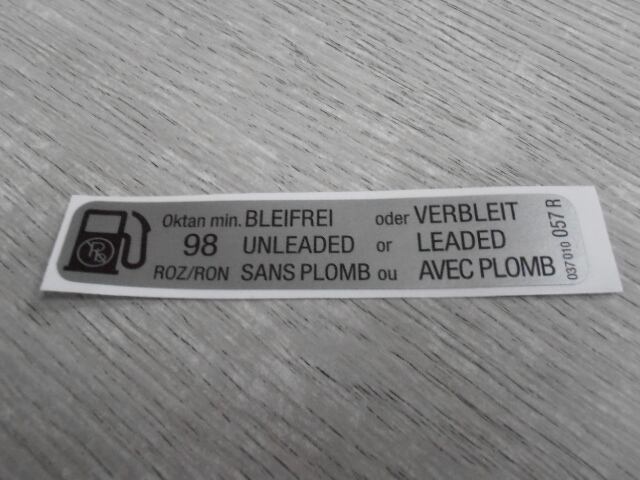 Oktan min. BLEIFREI oder VERBLEIT
98 UNLEADED or LEADED
ROZ/RON SANS PLOMB ou AVEC PLOMB
037 010 057 R